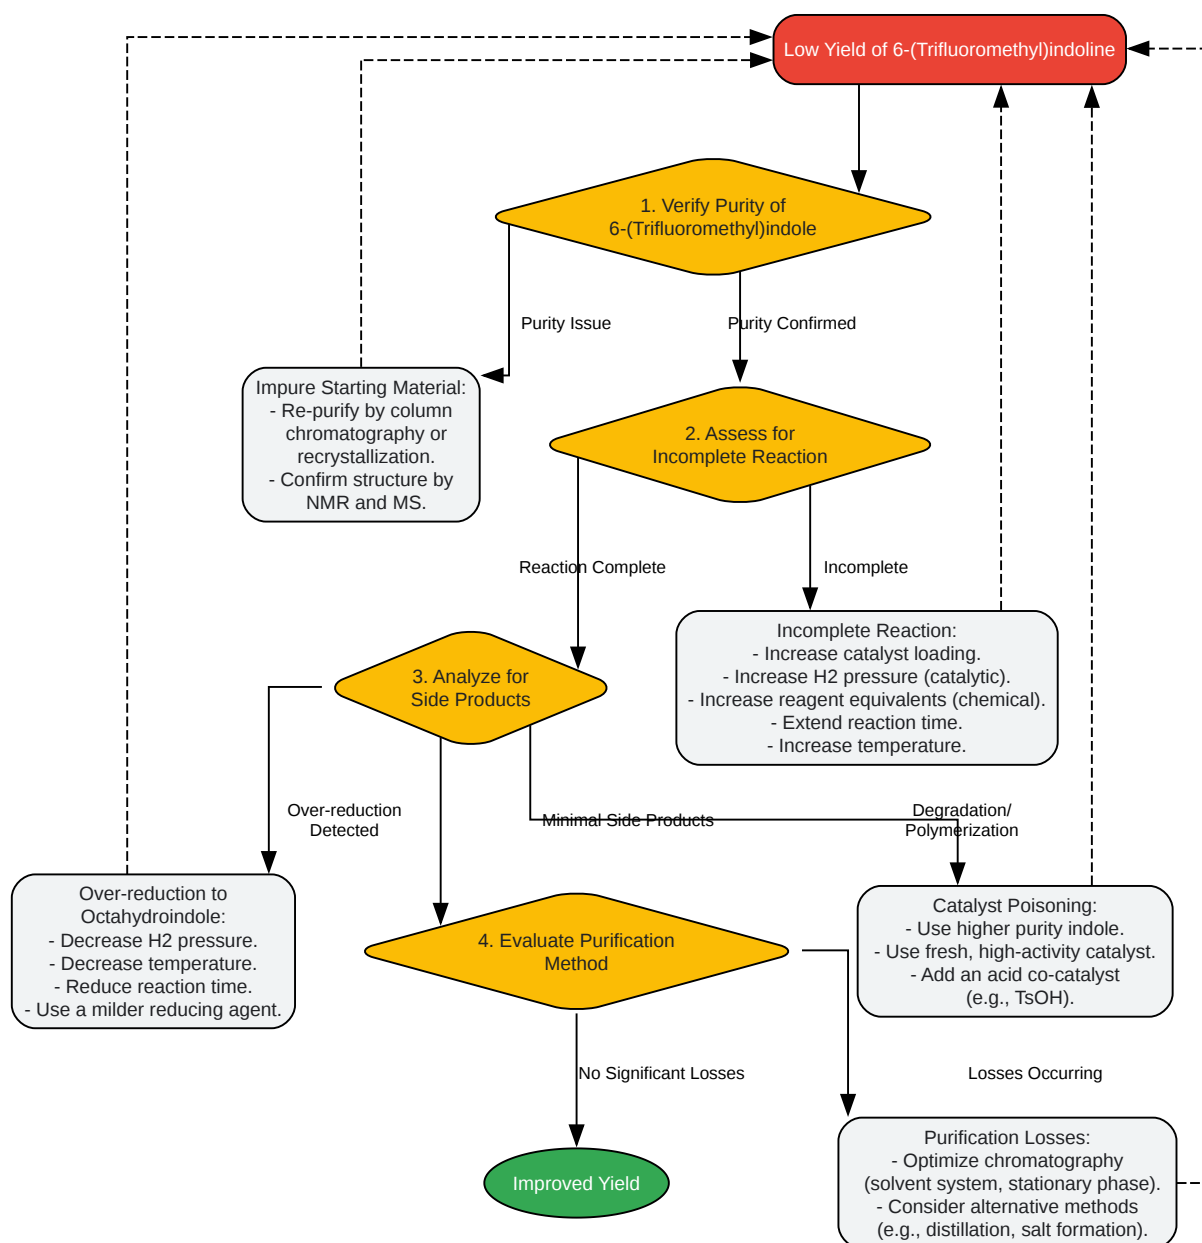 Low Yield of 6-(Trifluoromethyl)indoline
1. Verify Purity of
6-(Trifluoromethyl)indole
Purity Issue
Purity Confirmed
Impure Starting Material:
- Re-purify by column
chromatography or
recrystallization.
- Confirm structure by
NMR and MS.
2. Assess for
Incomplete Reaction
Reaction Complete
Incomplete
Incomplete Reaction:
- Increase catalyst loading.
- Increase H2 pressure (catalytic).
- Increase reagent equivalents (chemical).
- Extend reaction time.
- Increase temperature.
3. Analyze for
Side Products
Over-reduction
Detected
Minimal Side Products
Degradation/
Polymerization
Over-reduction to
Octahydroindole:
- Decrease H2 pressure.
- Decrease temperature.
- Reduce reaction time.
- Use a milder reducing agent.
4. Evaluate Purification
Method
Catalyst Poisoning:
- Use higher purity indole.
- Use fresh, high-activity catalyst.
- Add an acid co-catalyst
(e.g., TsOH).
No Significant Losses
Losses Occurring
Improved Yield
Purification Losses:
- Optimize chromatography
(solvent system, stationary phase).
- Consider alternative methods
(e.g., distillation, salt formation).